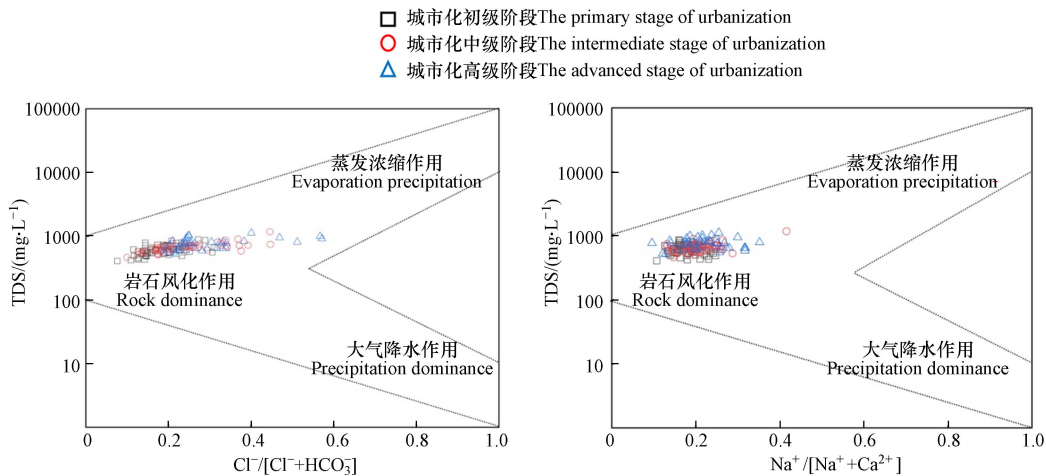 城市化初级阶段The primary stage of urbanization
城市化中级阶段The intermediate stage of urbanization
城市化高级阶段The advanced stage of urbanization
100000
10000
1000
100
10
TDS/(mg·L⁻¹)
蒸发浓缩作用
Evaporation precipitation
岩石风化作用
Rock dominance
大气降水作用
Precipitation dominance
0 0.2 0.4 0.6 0.8 1.0
Cl⁻/[Cl⁻+HCO₃⁻]
100000
10000
1000
100
10
TDS/(mg·L⁻¹)
蒸发浓缩作用
Evaporation precipitation
岩石风化作用
Rock dominance
大气降水作用
Precipitation dominance
0 0.2 0.4 0.6 0.8 1.0
Na⁺/[Na⁺+Ca²⁺]